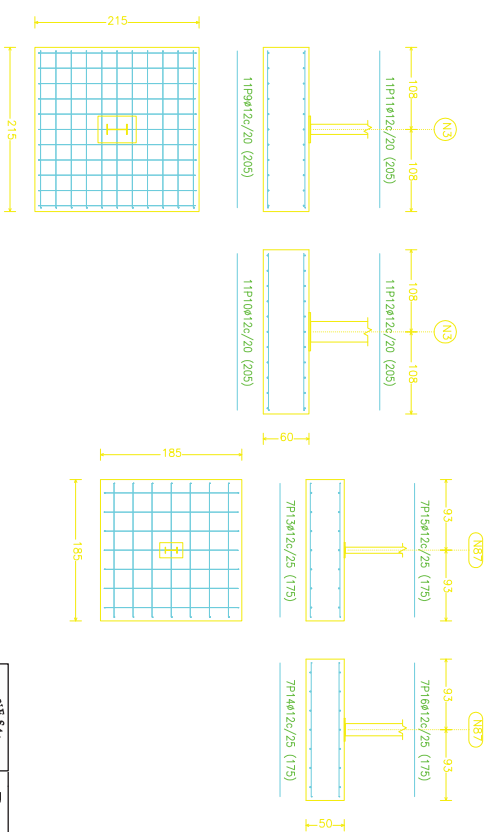 215
215
11P9Ø12c/20 (205)
11P11Ø12c/20 (205)
108
108
N3
11P10Ø12c/20 (205)
11P12Ø12c/20 (205)
108
108
N3
60
185
185
7P13Ø12c/25 (175)
7P15Ø12c/25 (175)
93
93
N87
7P14Ø12c/25 (175)
7P16Ø12c/25 (175)
93
93
N87
50